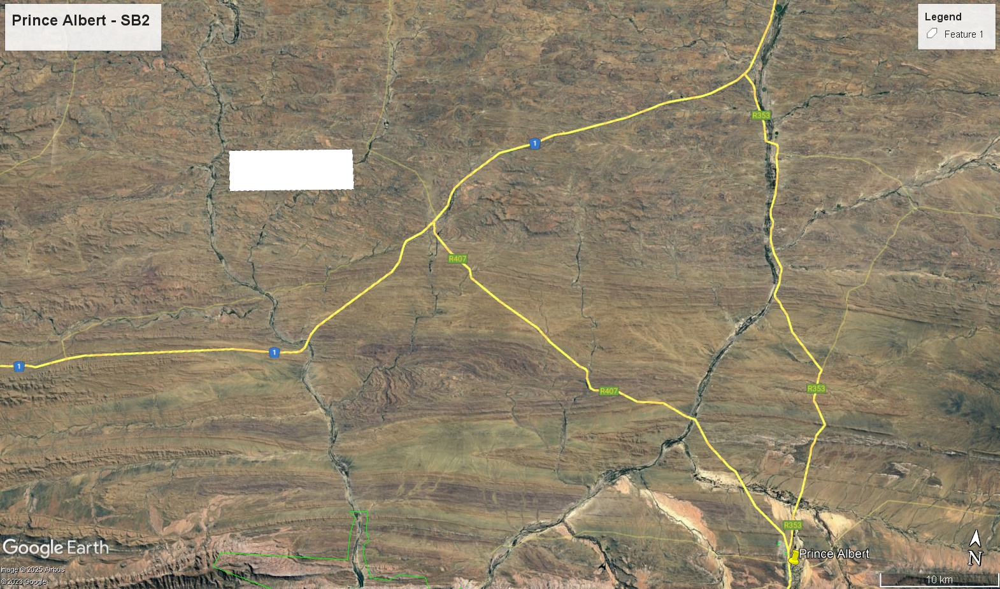 Prince Albert - SB2
Legend
Feature 1
R353
1
R407
1
1
R407
R353
R353
Prince Albert
Google Earth
Image © 2025 Airbus
©2023 Google
N
10 km